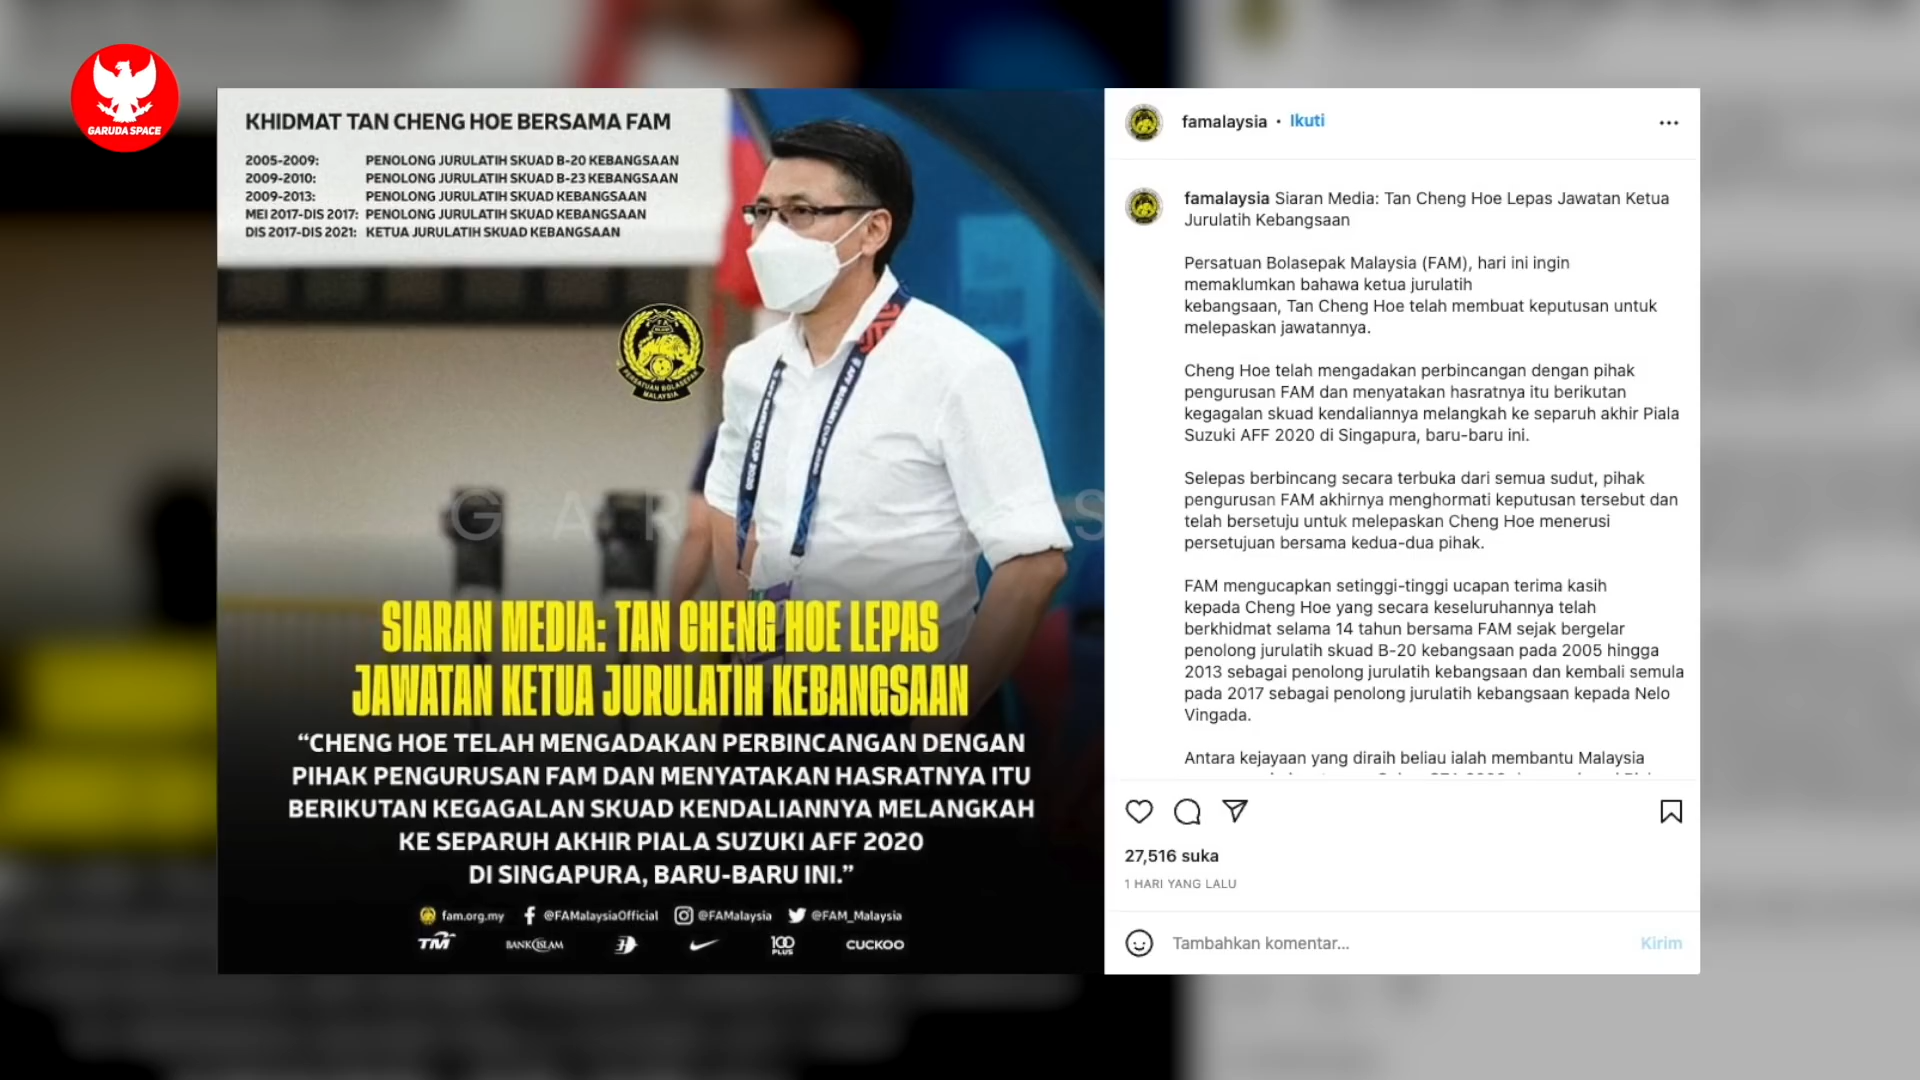 GARUDA SPACE
KHIDMAT TAN CHENG HOE BERSAMA FAM
2005-2009: PENOLONG JURULATIH SKUAD B-20 KEBANGSAAN
2009-2010: PENOLONG JURULATIH SKUAD B-23 KEBANGSAAN
2009-2013: PENOLONG JURULATIH SKUAD KEBANGSAAN
MEI 2017-DIS 2017: PENOLONG JURULATIH SKUAD KEBANGSAAN
DIS 2017-DIS 2021: KETUA JURULATIH SKUAD KEBANGSAAN
PERSATUAN BOLASEPAK
MALAYSIA
AFF SUZUKI CUP 2020
SIARAN MEDIA: TAN CHENG HOE LEPAS
JAWATAN KETUA JURULATIH KEBANGSAAN
“CHENG HOE TELAH MENGADAKAN PERBINCANGAN DENGAN
PIHAK PENGURUSAN FAM DAN MENYATAKAN HASRATNYA ITU
BERIKUTAN KEGAGALAN SKUAD KENDALIANNYA MELANGKAH
KE SEPARUH AKHIR PIALA SUZUKI AFF 2020
DI SINGAPURA, BARU-BARU INI.”
fam.org.my @FAMalaysiaOfficial @FAMalaysia @FAM_Malaysia
TM BANK ISLAM 100 PLUS CUCKOO
famalaysia • Ikuti
famalaysia Siaran Media: Tan Cheng Hoe Lepas Jawatan Ketua
Jurulatih Kebangsaan
Persatuan Bolasepak Malaysia (FAM), hari ini ingin
memaklumkan bahawa ketua jurulatih
kebangsaan, Tan Cheng Hoe telah membuat keputusan untuk
melepaskan jawatannya.
Cheng Hoe telah mengadakan perbincangan dengan pihak
pengurusan FAM dan menyatakan hasratnya itu berikutan
kegagalan skuad kendaliannya melangkah ke separuh akhir Piala
Suzuki AFF 2020 di Singapura, baru-baru ini.
Selepas berbincang secara terbuka dari semua sudut, pihak
pengurusan FAM akhirnya menghormati keputusan tersebut dan
telah bersetuju untuk melepaskan Cheng Hoe menerusi
persetujuan bersama kedua-dua pihak.
FAM mengucapkan setinggi-tinggi ucapan terima kasih
kepada Cheng Hoe yang secara keseluruhannya telah
berkhidmat selama 14 tahun bersama FAM sejak bergelar
penolong jurulatih skuad B-20 kebangsaan pada 2005 hingga
2013 sebagai penolong jurulatih kebangsaan dan kembali semula
pada 2017 sebagai penolong jurulatih kebangsaan kepada Nelo
Vingada.
Antara kejayaan yang diraih beliau ialah membantu Malaysia
27,516 suka
1 HARI YANG LALU
Tambahkan komentar...
Kirim